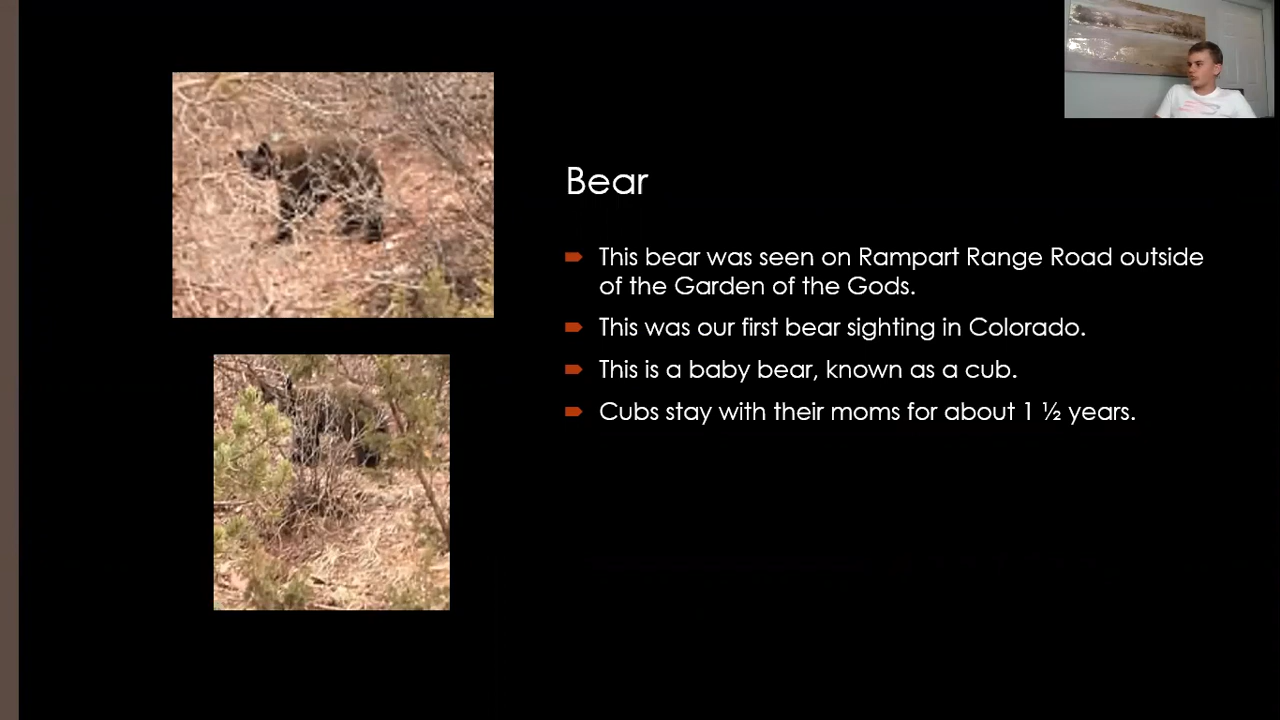 Bear
This bear was seen on Rampart Range Road outside
of the Garden of the Gods.
This was our first bear sighting in Colorado.
This is a baby bear, known as a cub.
Cubs stay with their moms for about 1 ½ years.